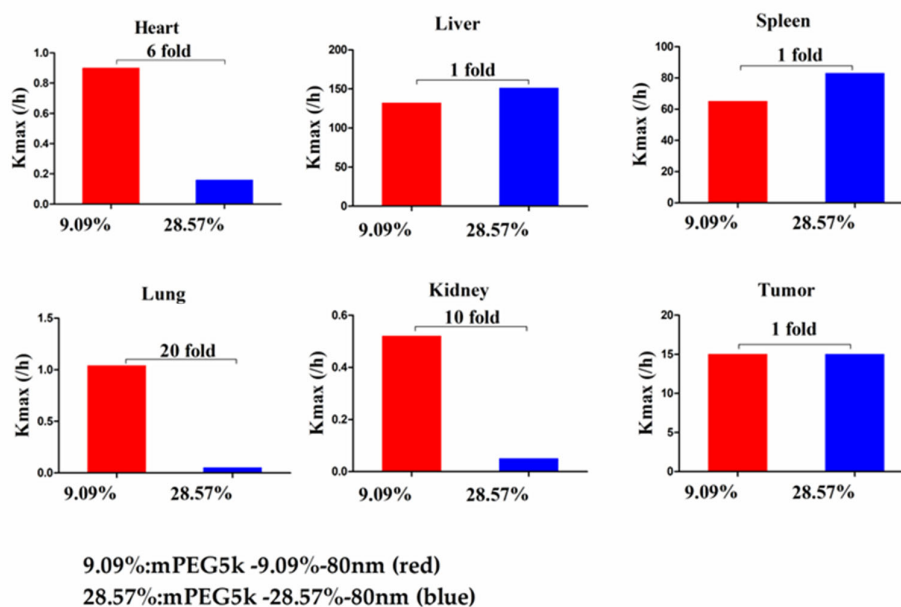 Heart
6 fold
Kmax (/h)
1.0
0.8
0.6
0.4
0.2
0.0
9.09% 28.57%
Liver
1 fold
Kmax (/h)
200
150
100
50
0
9.09% 28.57%
Spleen
1 fold
Kmax (/h)
100
80
60
40
20
0
9.09% 28.57%
Lung
20 fold
Kmax (/h)
1.5
1.0
0.5
0.0
9.09% 28.57%
Kidney
10 fold
Kmax (/h)
0.6
0.4
0.2
0.0
9.09% 28.57%
Tumor
1 fold
Kmax (/h)
20
15
10
5
0
9.09% 28.57%
9.09%:mPEG5k -9.09%-80nm (red)
28.57%:mPEG5k -28.57%-80nm (blue)